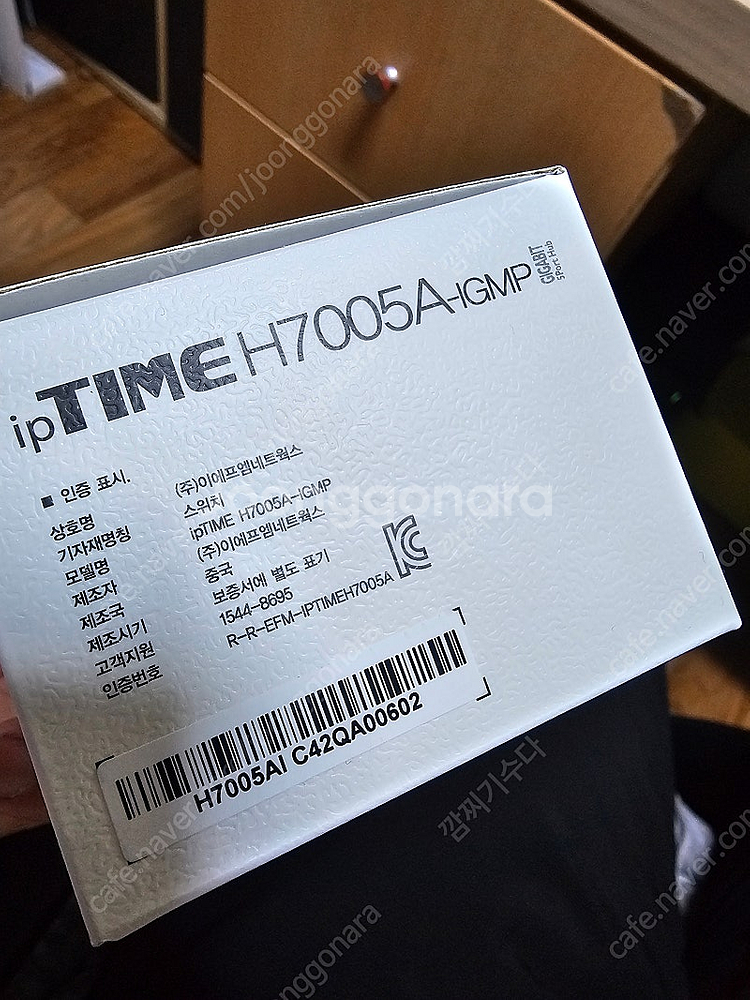 ipTIME H7005A-IGMP
GIGABIT
5Port Hub
■ 인증 표시.
상호명 (주)이에프엠네트웍스
기자재명칭 스위치
모델명 ipTIME H7005A-IGMP
제조자 (주)이에프엠네트웍스
제조국 중국
제조시기 보증서에 별도 표기
고객지원 1544-8695
인증번호 R-R-EFM-IPTIMEH7005A
H7005AI C42QA00602
joonggonara
cafe.naver.com/joonggonara
깜찌기수다